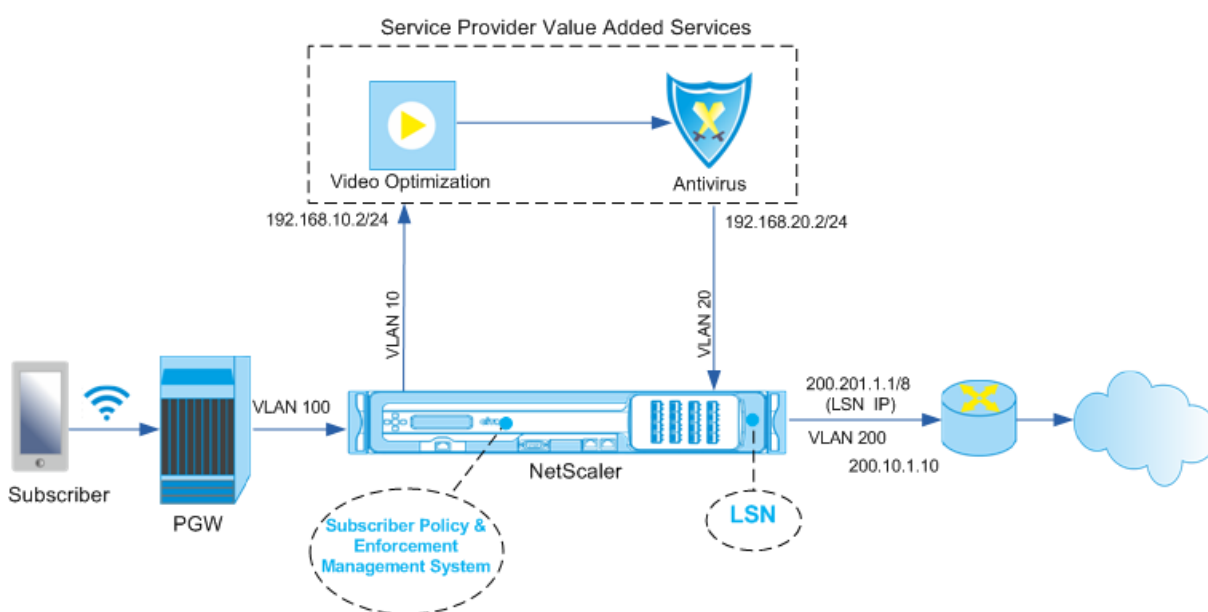 Service Provider Value Added Services
Video Optimization
Antivirus
192.168.10.2/24
192.168.20.2/24
VLAN 10
VLAN 20
VLAN 100
200.201.1.1/8
(LSN IP)
VLAN 200
200.10.1.10
NetScaler
Subscriber
PGW
Subscriber Policy &
Enforcement
Management System
LSN